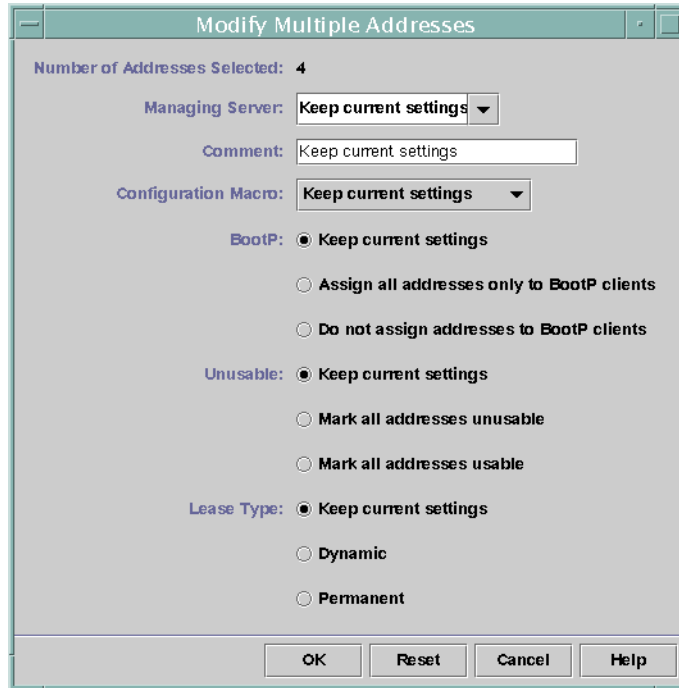 Modify Multiple Addresses
Number of Addresses Selected: 4
Managing Server: Keep current settings
Comment: Keep current settings
Configuration Macro: Keep current settings
BootP: Keep current settings
Assign all addresses only to BootP clients
Do not assign addresses to BootP clients
Unusable: Keep current settings
Mark all addresses unusable
Mark all addresses usable
Lease Type: Keep current settings
Dynamic
Permanent
OK Reset Cancel Help